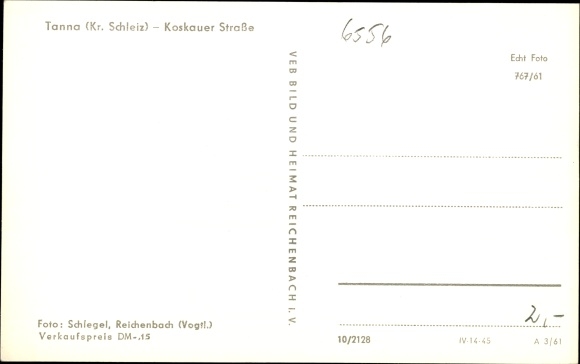 Tanna (Kr. Schleiz) – Koskauer Straße
6556
Echt Foto
767/61
VEB BILD UND HEIMAT REICHENBACH i. V.
2,-
Foto: Schlegel, Reichenbach (Vogtl.)
Verkaufspreis DM -.15
10/2128
IV-14-45
A 3/61